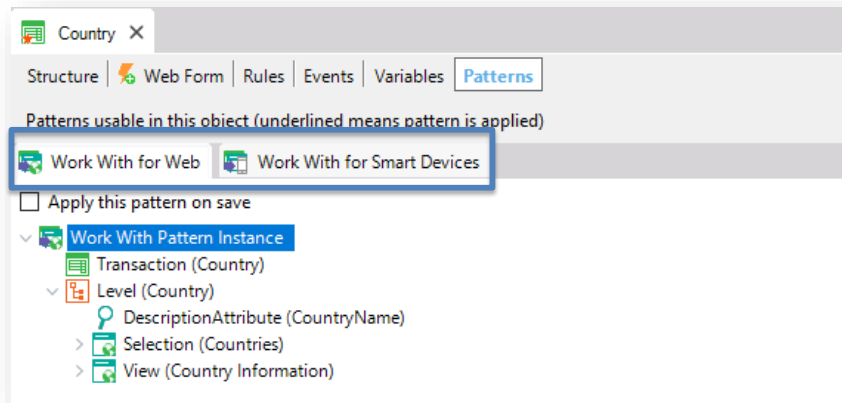 Country
Structure Web Form Rules Events Variables Patterns
Patterns usable in this object (underlined means pattern is applied)
Work With for Web Work With for Smart Devices
Apply this pattern on save
Work With Pattern Instance
Transaction (Country)
Level (Country)
DescriptionAttribute (CountryName)
Selection (Countries)
View (Country Information)